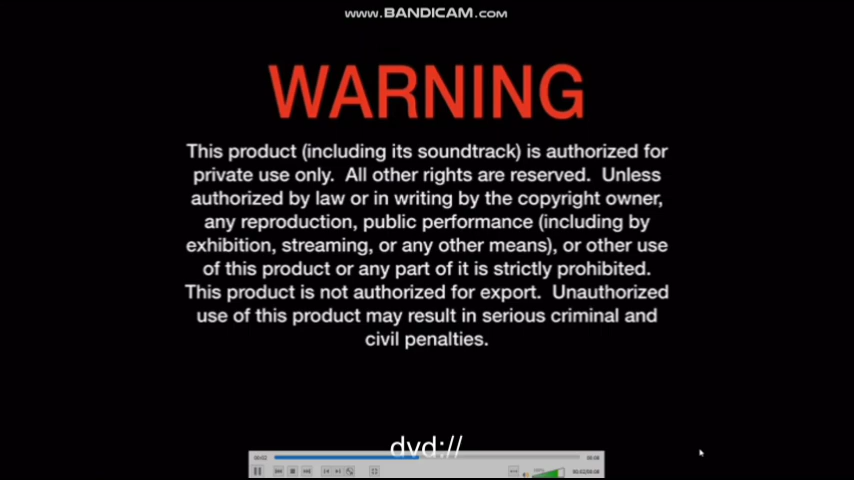 www.BANDICAM.com
WARNING
This product (including its soundtrack) is authorized for
private use only.  All other rights are reserved.  Unless
authorized by law or in writing by the copyright owner,
any reproduction, public performance (including by
exhibition, streaming, or any other means), or other use
of this product or any part of it is strictly prohibited.
This product is not authorized for export.  Unauthorized
use of this product may result in serious criminal and
civil penalties.
dvd://